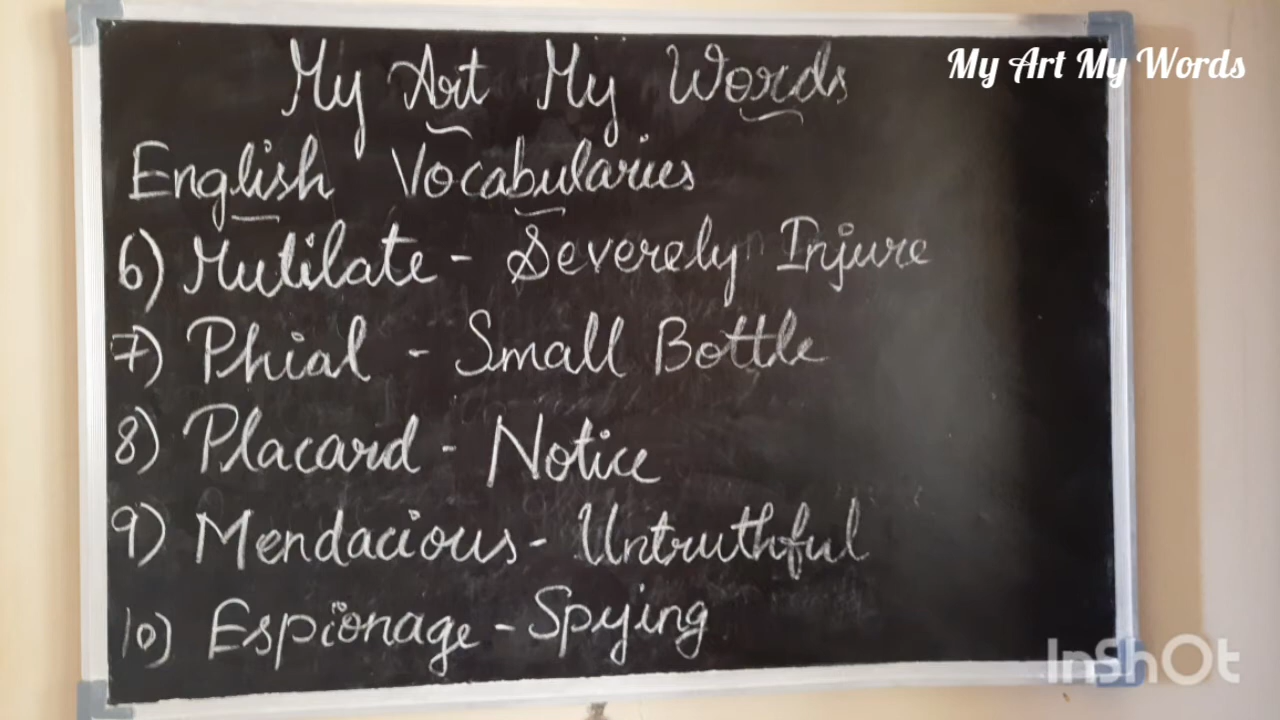 My Art My Words
My Art My Words
English Vocabularies
6) Mutilate - Severely Injure
7) Phial - Small Bottle
8) Placard - Notice
9) Mendacious - Untruthful
10) Espionage - Spying
InShOt